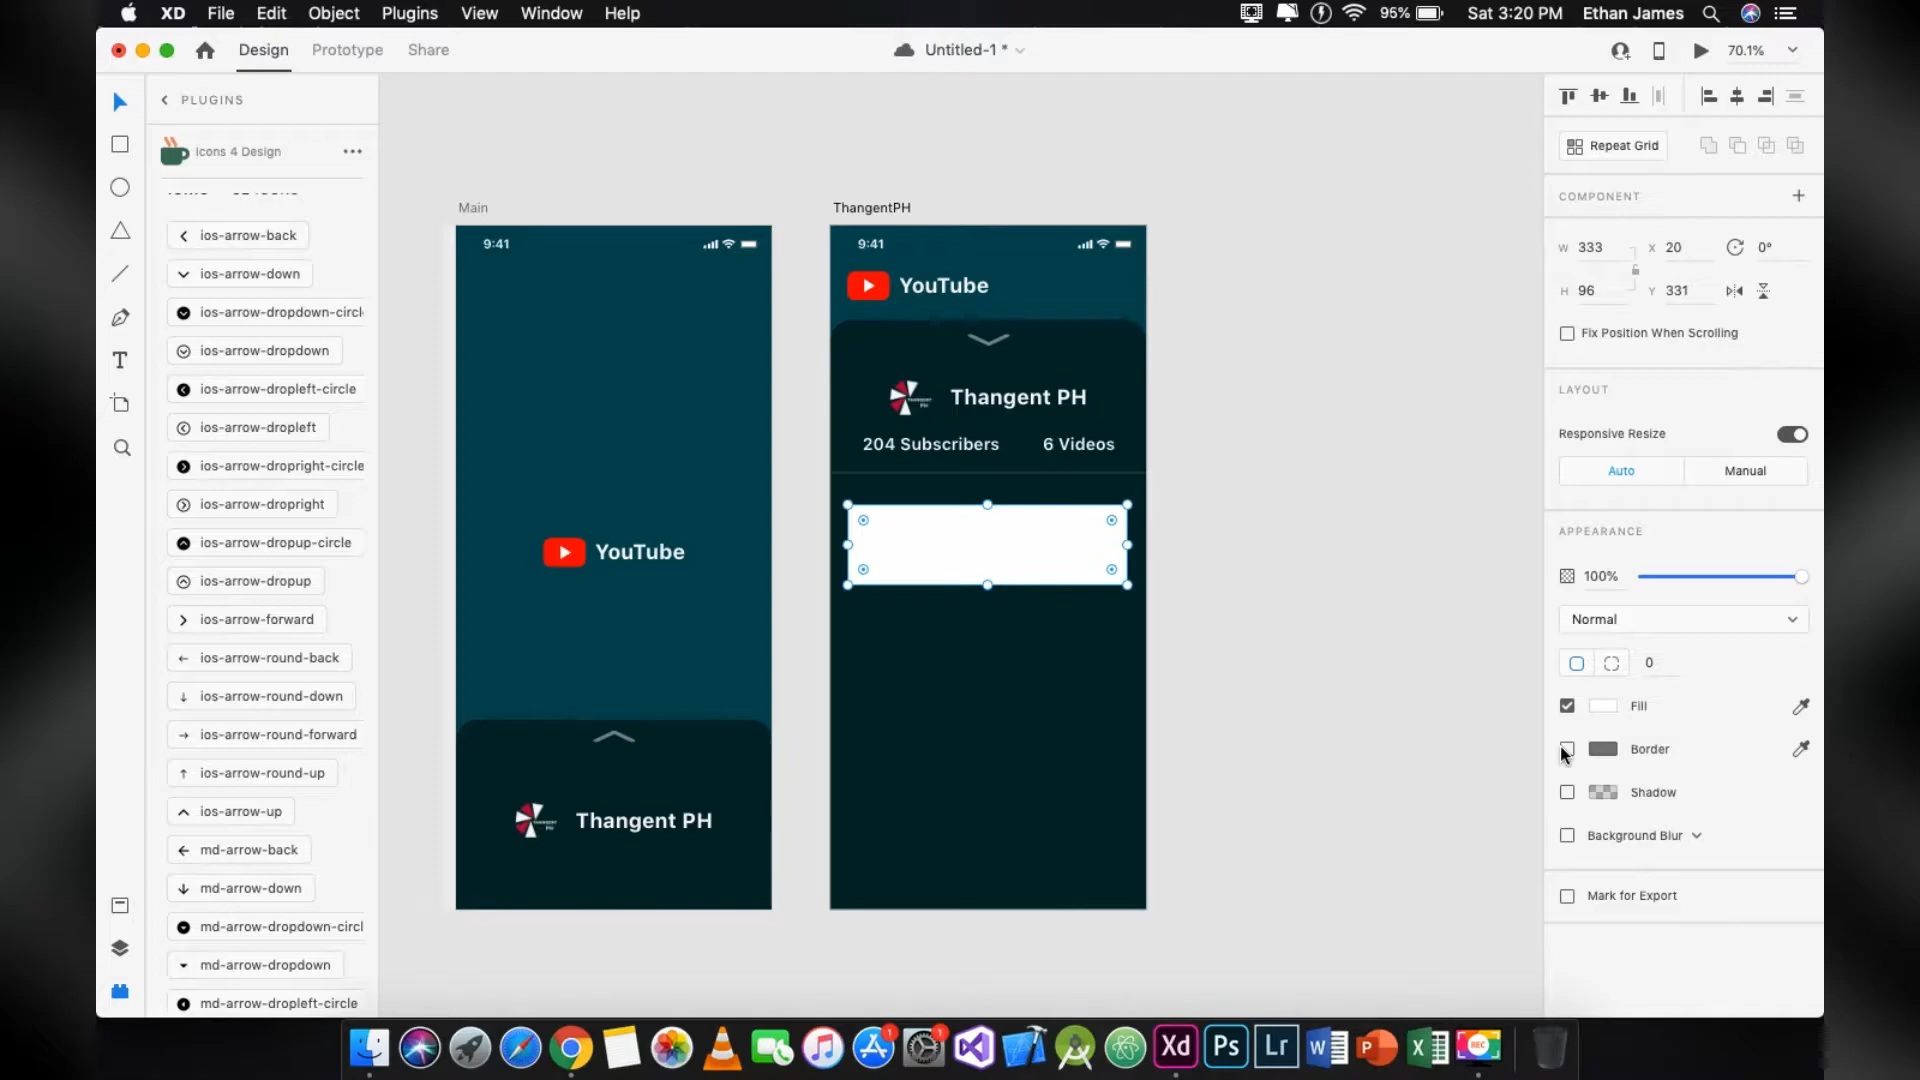 XD File Edit Object Plugins View Window Help
95% Sat 3:20 PM Ethan James
Design Prototype Share
Untitled-1 *
70.1%
PLUGINS
Icons 4 Design
ios-arrow-back
ios-arrow-down
ios-arrow-dropdown-circl
ios-arrow-dropdown
ios-arrow-dropleft-circle
ios-arrow-dropleft
ios-arrow-dropright-circle
ios-arrow-dropright
ios-arrow-dropup-circle
ios-arrow-dropup
ios-arrow-forward
ios-arrow-round-back
ios-arrow-round-down
ios-arrow-round-forward
ios-arrow-round-up
ios-arrow-up
md-arrow-back
md-arrow-down
md-arrow-dropdown-circl
md-arrow-dropdown
md-arrow-dropleft-circle
Main
9:41
YouTube
Thangent PH
ThangentPH
9:41
YouTube
Thangent PH
204 Subscribers 6 Videos
Repeat Grid
COMPONENT
W 333 X 20 0°
H 96 Y 331
Fix Position When Scrolling
LAYOUT
Responsive Resize
Auto Manual
APPEARANCE
100%
Normal
0
Fill
Border
Shadow
Background Blur
Mark for Export
1 1
Xd Ps Lr W P X REC